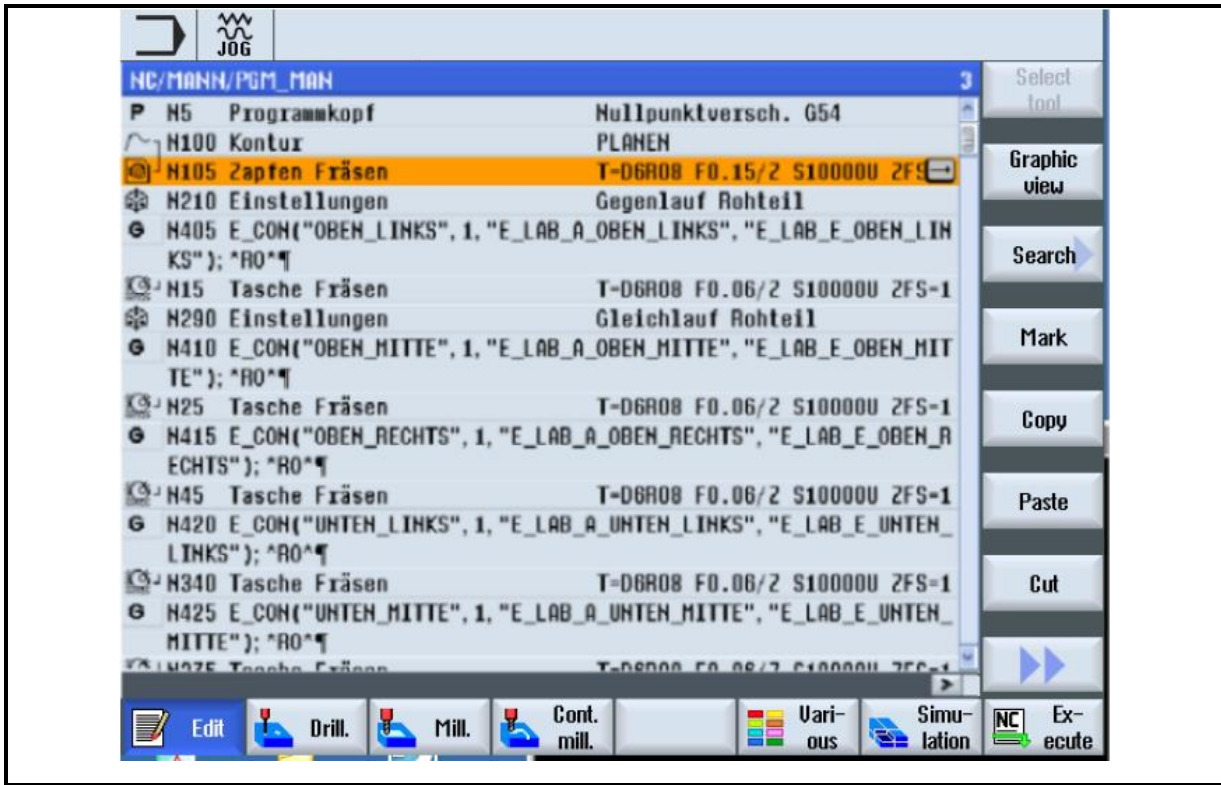 JOG
NC/MANN/PGM_MAN 3
P N5 Programmkopf Nullpunktversch. G54
N100 Kontur PLANEN
N105 Zapfen Fräsen T=D6R08 F0.15/Z S10000U ZFS
N210 Einstellungen Gegenlauf Rohteil
G N405 E_CON("OBEN_LINKS", 1, "E_LAB_A_OBEN_LINKS", "E_LAB_E_OBEN_LIN
KS"); *RO*¶
N15 Tasche Fräsen T=D6R08 F0.06/Z S10000U ZFS=1
N290 Einstellungen Gleichlauf Rohteil
G N410 E_CON("OBEN_MITTE", 1, "E_LAB_A_OBEN_MITTE", "E_LAB_E_OBEN_MIT
TE"); *RO*¶
N25 Tasche Fräsen T=D6R08 F0.06/Z S10000U ZFS=1
G N415 E_CON("OBEN_RECHTS", 1, "E_LAB_A_OBEN_RECHTS", "E_LAB_E_OBEN_R
ECHTS"); *RO*¶
N45 Tasche Fräsen T=D6R08 F0.06/Z S10000U ZFS=1
G N420 E_CON("UNTEN_LINKS", 1, "E_LAB_A_UNTEN_LINKS", "E_LAB_E_UNTEN_
LINKS"); *RO*¶
N340 Tasche Fräsen T=D6R08 F0.06/Z S10000U ZFS=1
G N425 E_CON("UNTEN_MITTE", 1, "E_LAB_A_UNTEN_MITTE", "E_LAB_E_UNTEN_
MITTE"); *RO*¶
Tasche Fräsen
Select
tool
Graphic
view
Search
Mark
Copy
Paste
Cut
Edit
Drill.
Mill.
Cont.
mill.
Vari-
ous
Simu-
lation
NC
Ex-
ecute